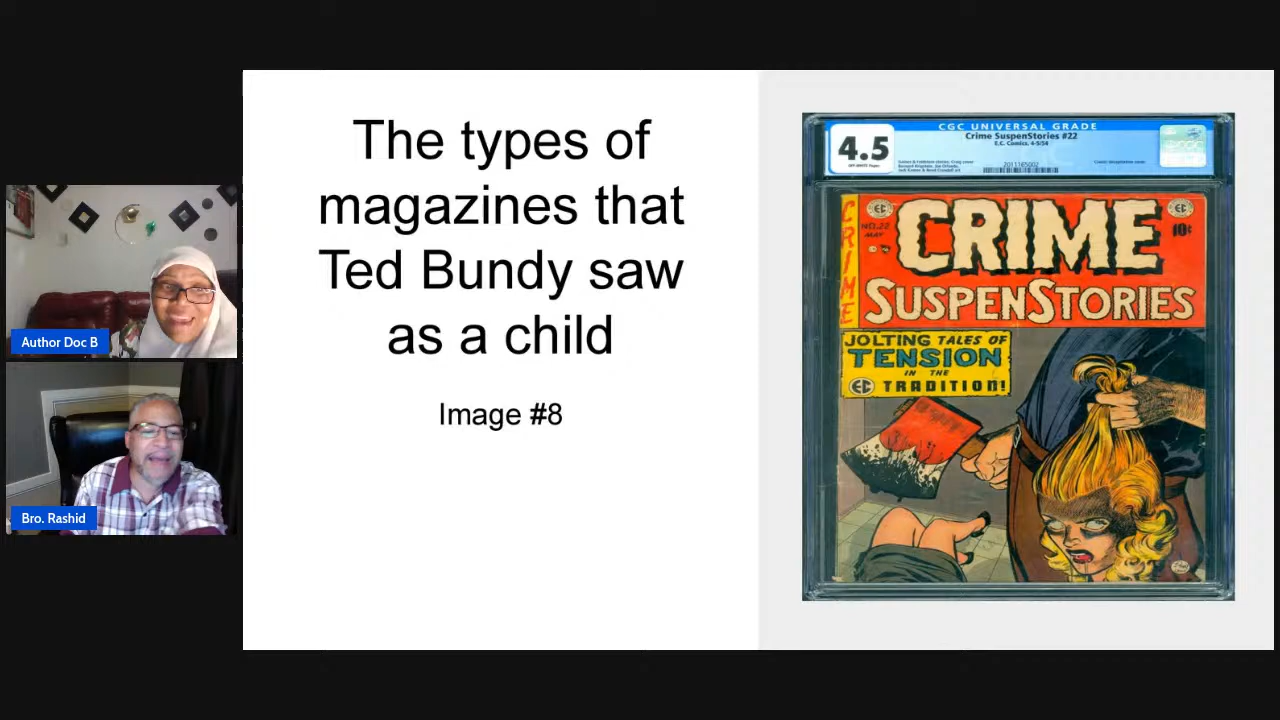 The types of
magazines that
Ted Bundy saw
as a child
Image #8
Author Doc B
Bro. Rashid
CGC UNIVERSAL GRADE
4.5
Crime SuspenStories #22
E.C. Comics, 4-5/54
CRIME
EC
NO.22
MAY
CRIME
EC
10¢
SUSPENSTORIES
JOLTING TALES OF
TENSION
IN THE
EC TRADITION!